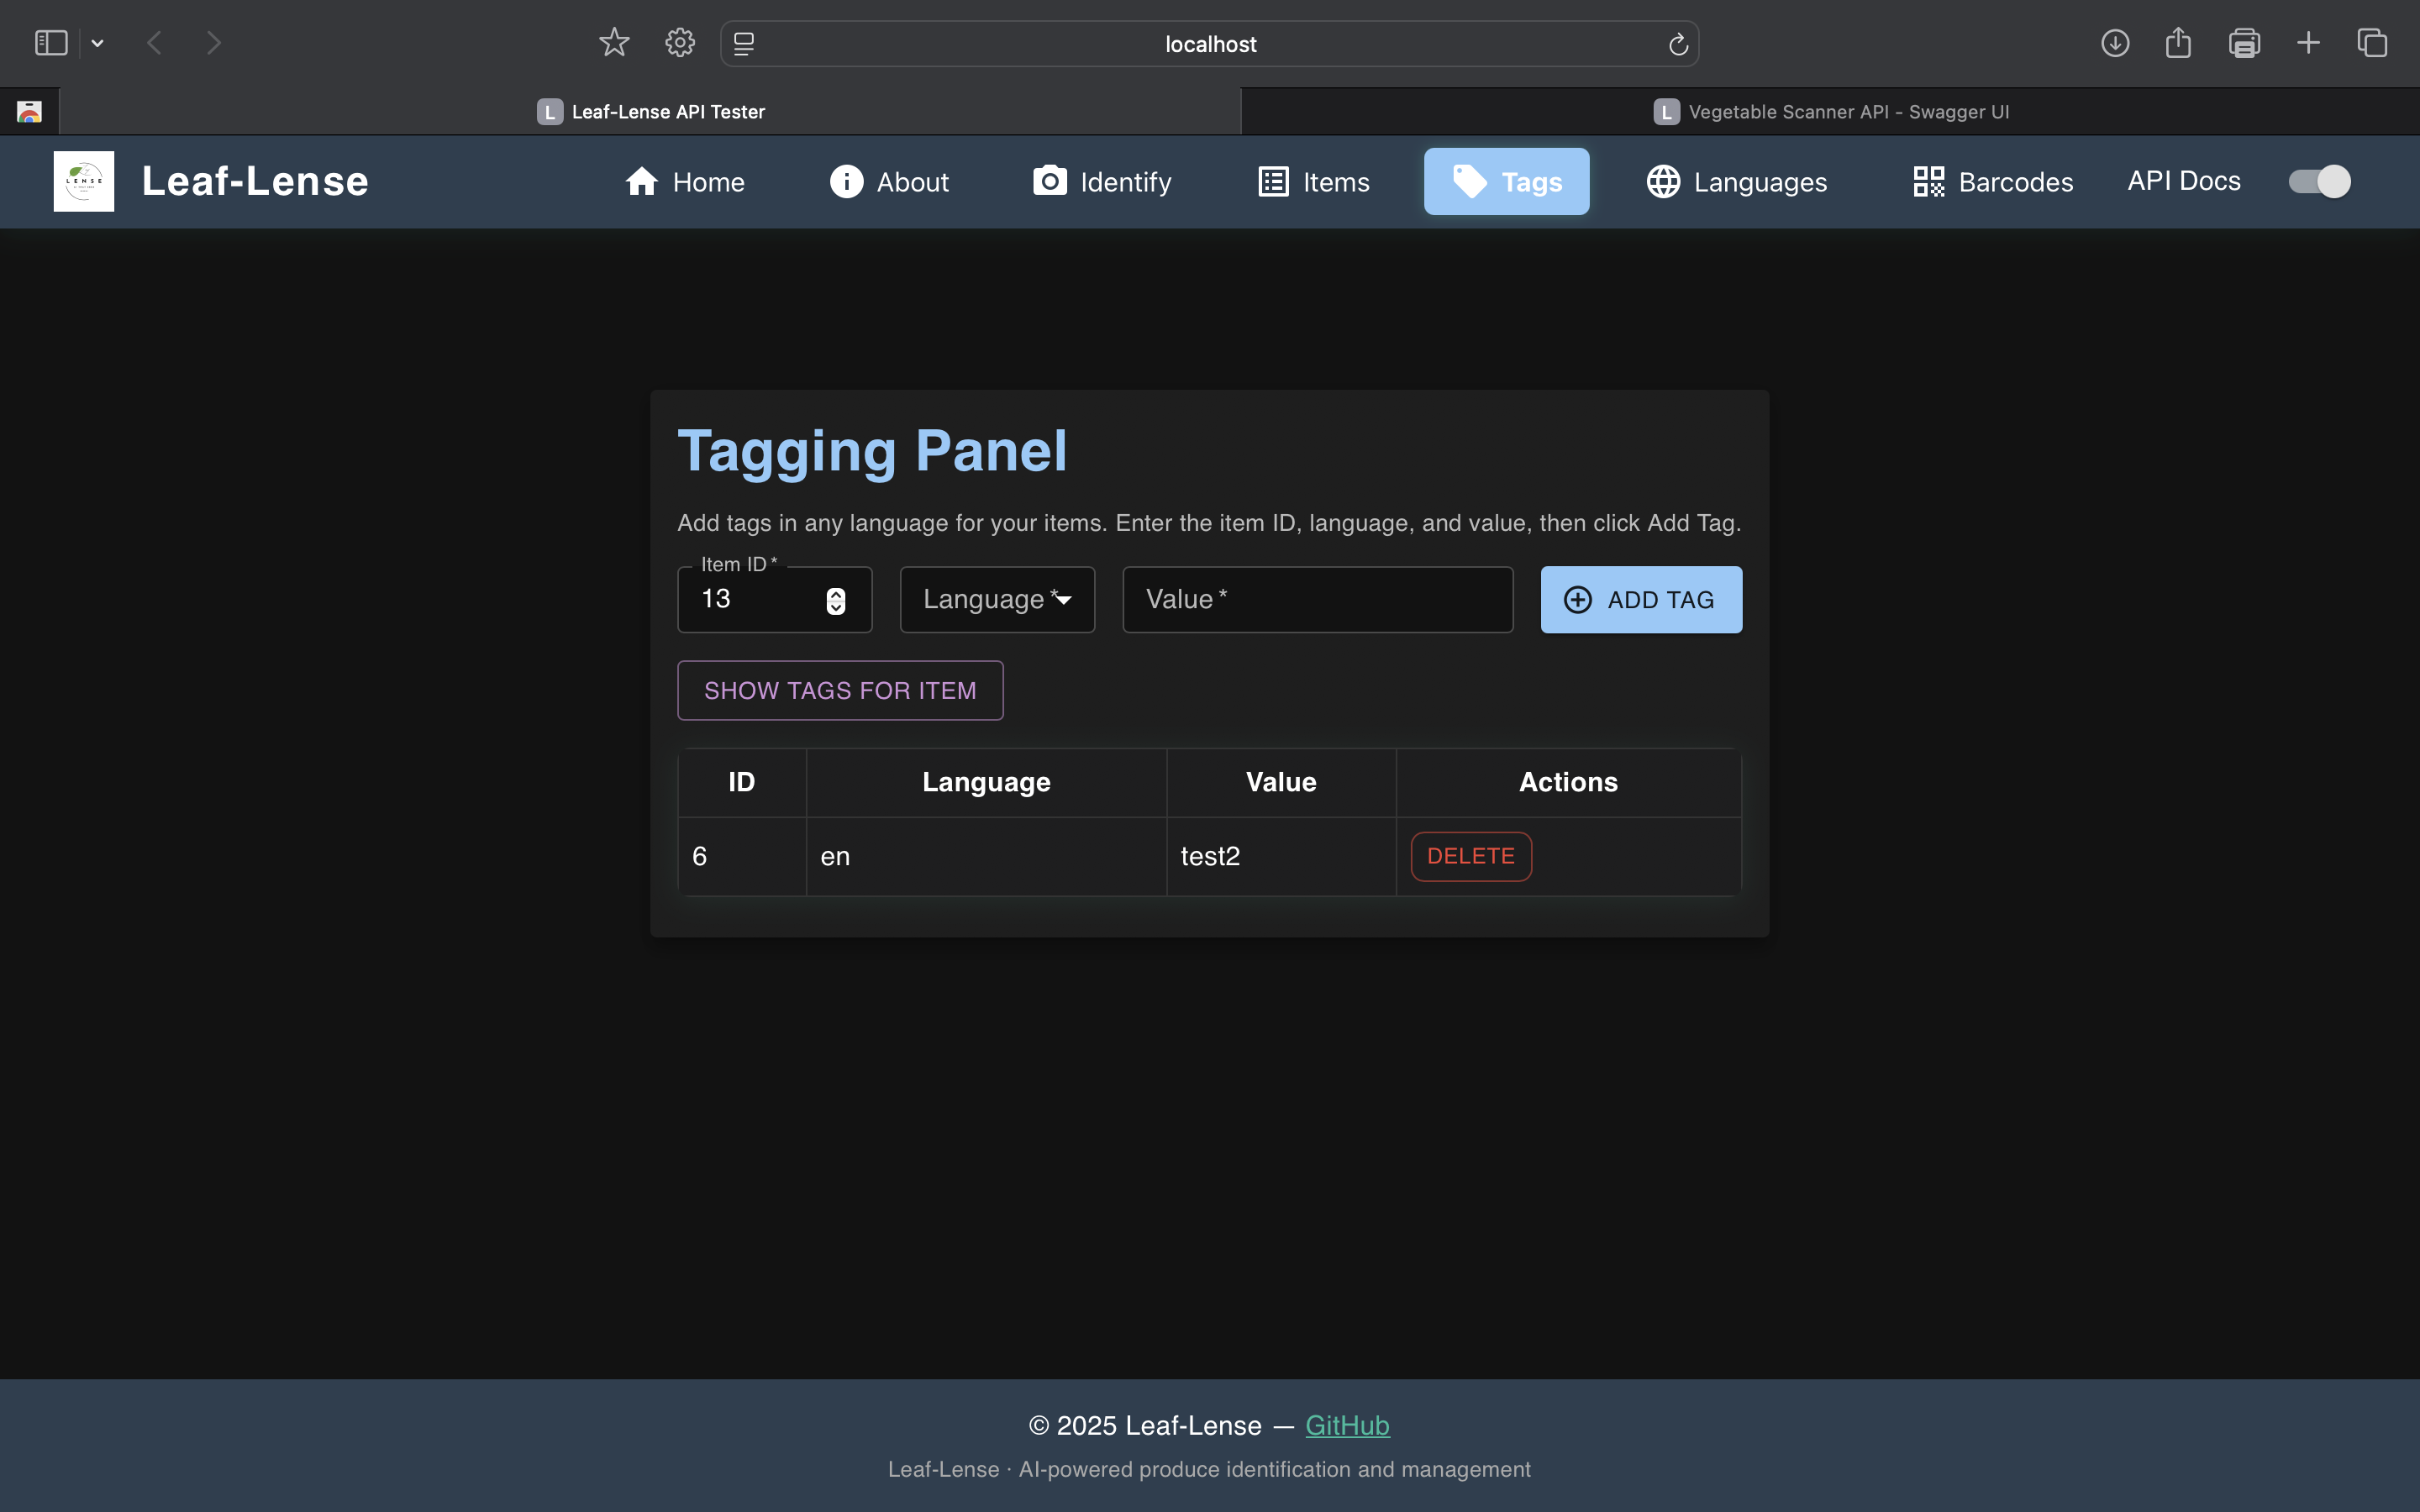 localhost
L Leaf-Lense API Tester
L Vegetable Scanner API - Swagger UI
LENSE
Leaf-Lense
Home
About
Identify
Items
Tags
Languages
Barcodes
API Docs
Tagging Panel
Add tags in any language for your items. Enter the item ID, language, and value, then click Add Tag.
Item ID *
13
Language *
Value *
ADD TAG
SHOW TAGS FOR ITEM
ID Language Value Actions
6 en test2 DELETE
© 2025 Leaf-Lense — GitHub
Leaf-Lense · AI-powered produce identification and management